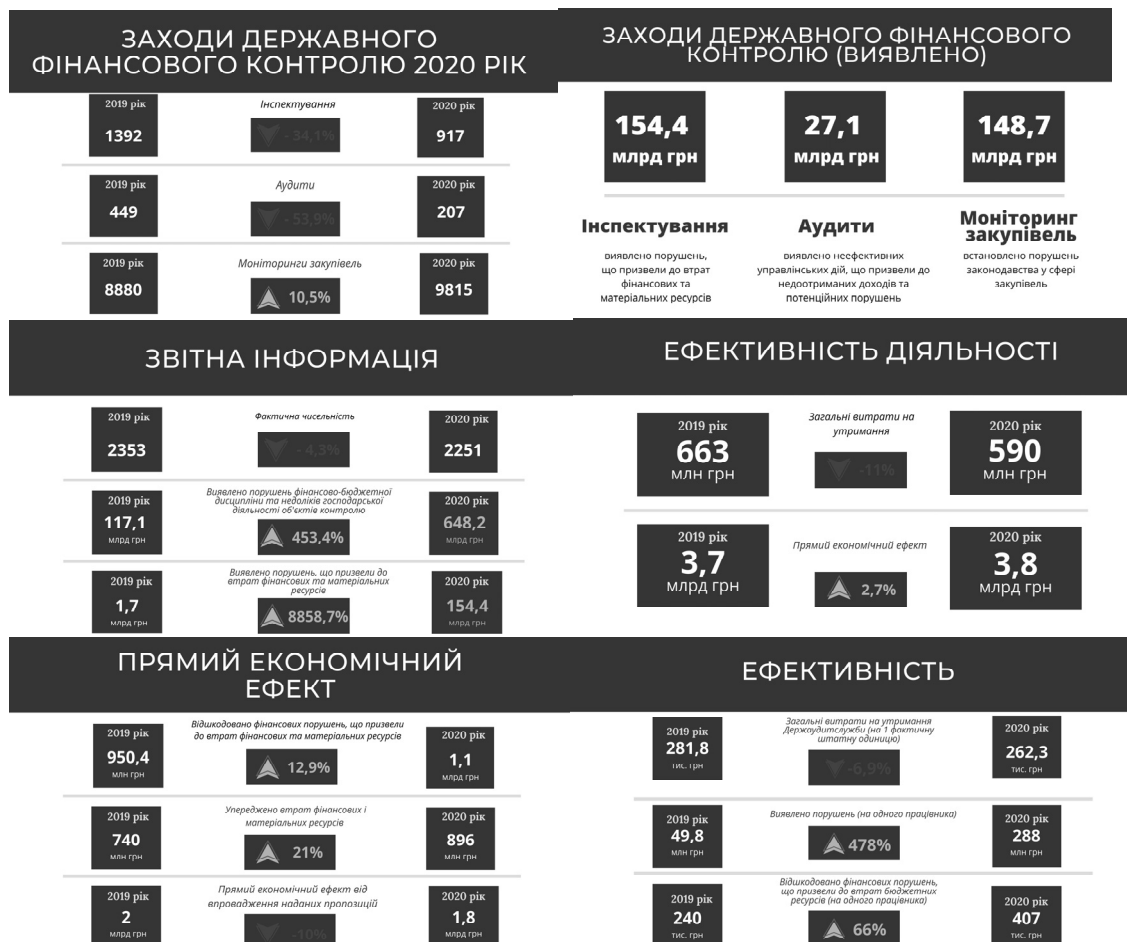 ЗАХОДИ ДЕРЖАВНОГО
ФІНАНСОВОГО КОНТРОЛЮ 2020 РІК
2019 рік
1392
Інспектування
- 34,1%
2020 рік
917
2019 рік
449
Аудити
- 53,9%
2020 рік
207
2019 рік
8880
Моніторинги закупівель
10,5%
2020 рік
9815
ЗАХОДИ ДЕРЖАВНОГО ФІНАНСОВОГО
КОНТРОЛЮ (ВИЯВЛЕНО)
154,4
млрд грн
27,1
млрд грн
148,7
млрд грн
Інспектування
виявлено порушень,
що призвели до втрат
фінансових та
матеріальних ресурсів
Аудити
виявлено неефективних
управлінських дій, що призвели до
недоотриманих доходів та
потенційних порушень
Моніторинг
закупівель
встановлено порушень
законодавства у сфері
закупівель
ЗВІТНА ІНФОРМАЦІЯ
2019 рік
2353
Фактична чисельність
- 4,3%
2020 рік
2251
2019 рік
117,1
млрд грн
Виявлено порушень фінансово-бюджетної
дисципліни та недоліків господарської
діяльності об'єктів контролю
453,4%
2020 рік
648,2
млрд грн
2019 рік
1,7
млрд грн
Виявлено порушень, що призвели до
втрат фінансових та матеріальних
ресурсів
8858,7%
2020 рік
154,4
млрд грн
ЕФЕКТИВНІСТЬ ДІЯЛЬНОСТІ
2019 рік
663
млн грн
Загальні витрати на
утримання
-11%
2020 рік
590
млн грн
2019 рік
3,7
млрд грн
Прямий економічний ефект
2,7%
2020 рік
3,8
млрд грн
ПРЯМИЙ ЕКОНОМІЧНИЙ
ЕФЕКТ
2019 рік
950,4
млн грн
Відшкодовано фінансових порушень, що призвели
до втрат фінансових та матеріальних ресурсів
12,9%
2020 рік
1,1
млрд грн
2019 рік
740
млн грн
Упереджено втрат фінансових і
матеріальних ресурсів
21%
2020 рік
896
млн грн
2019 рік
2
млрд грн
Прямий економічний ефект від
впровадження наданих пропозицій
-10%
2020 рік
1,8
млрд грн
ЕФЕКТИВНІСТЬ
2019 рік
281,8
тис. грн
Загальні витрати на утримання
Держаудитслужби (на 1 фактичну
штатну одиницю)
-6,9%
2020 рік
262,3
тис. грн
2019 рік
49,8
млн грн
Виявлено порушень (на одного працівника)
478%
2020 рік
288
млн грн
2019 рік
240
тис. грн
Відшкодовано фінансових порушень,
що призвели до втрат бюджетних
ресурсів (на одного працівника)
66%
2020 рік
407
тис. грн